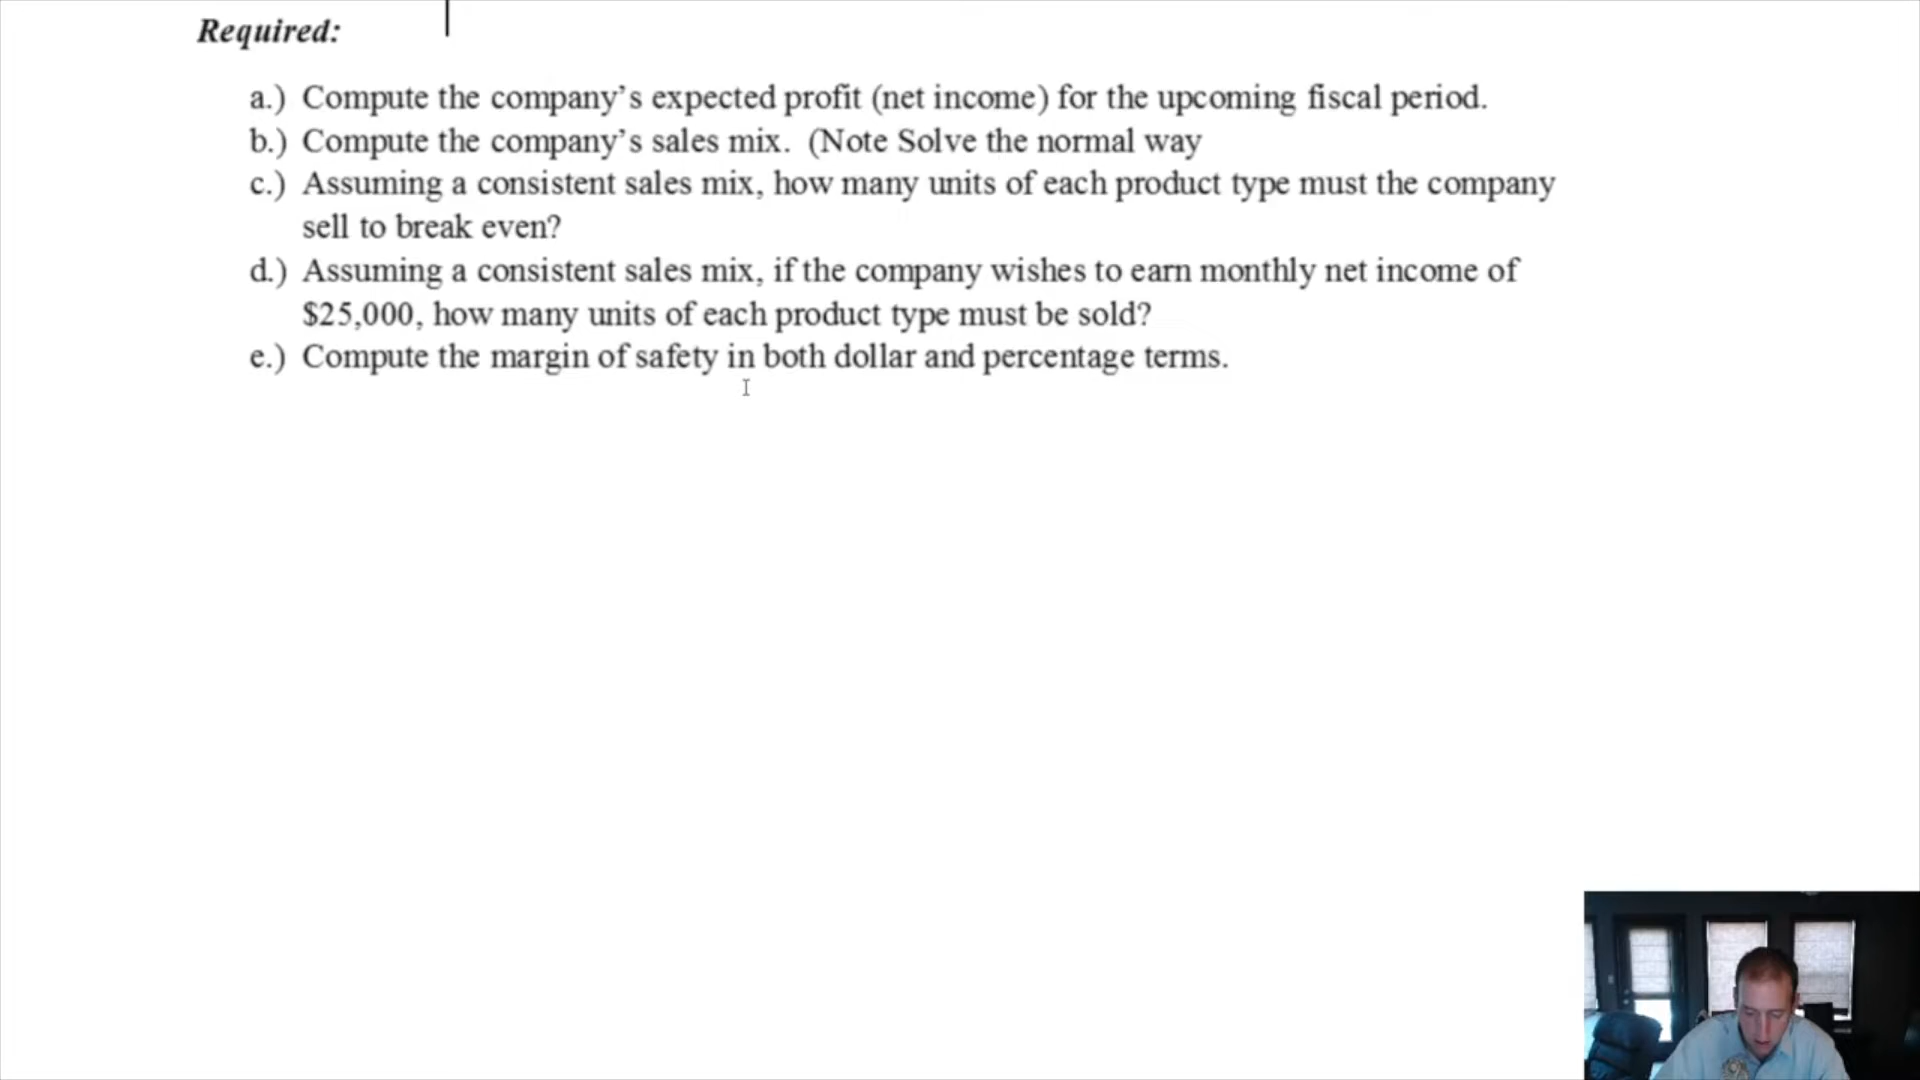 Required:
a.) Compute the company's expected profit (net income) for the upcoming fiscal period.
b.) Compute the company's sales mix.  (Note Solve the normal way
c.) Assuming a consistent sales mix, how many units of each product type must the company
sell to break even?
d.) Assuming a consistent sales mix, if the company wishes to earn monthly net income of
$25,000, how many units of each product type must be sold?
e.) Compute the margin of safety in both dollar and percentage terms.